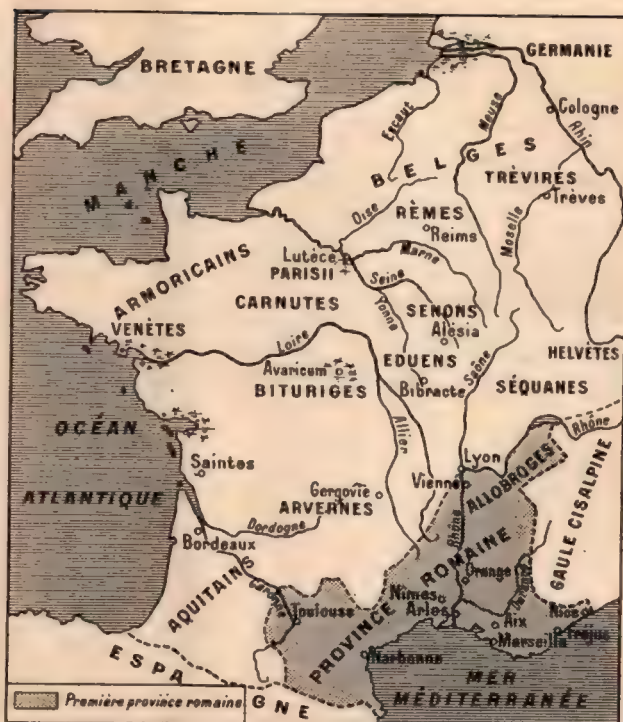 BRETAGNE
GERMANIE
Cologne
Escaut
Meuse
Rhin
MANCHE
BELGES
TRÈVIRES
Trèves
Oise
RÈMES
Reims
Moselle
Lutèce
PARISII
Marne
Seine
ARMORICAINS
CARNUTES
Yonne
SENONS
Alésia
VENÈTES
Loire
HELVÈTES
EDUENS
Saône
Avaricum
BITURIGES
Bibracte
SÉQUANES
Allier
OCÉAN
Rhône
Lyon
Saintes
ATLANTIQUE
Gergovie
Vienne
ALLOBROGES
ARVERNES
GAULE CISALPINE
Dordogne
Rhône
Bordeaux
Orange
Durance
AQUITAINS
Garonne
Toulouse
Nîmes
Arles
PROVINCE ROMAINE
Nice
Aix
Fréjus
Marseille
Narbonne
ESPAGNE
MER
MÉDITERRANÉE
Première province romaine